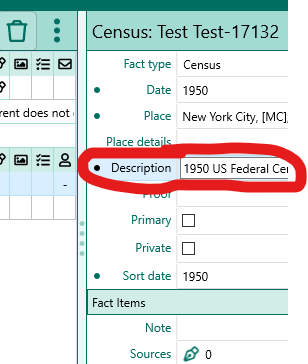 Census: Test Test-17132
Fact type Census
Date 1950
Place New York City, [MC],
rent does not
Place details
Description 1950 US Federal Cen
Proof
-
Primary
Private
Sort date 1950
Fact Items
Note
Sources 0